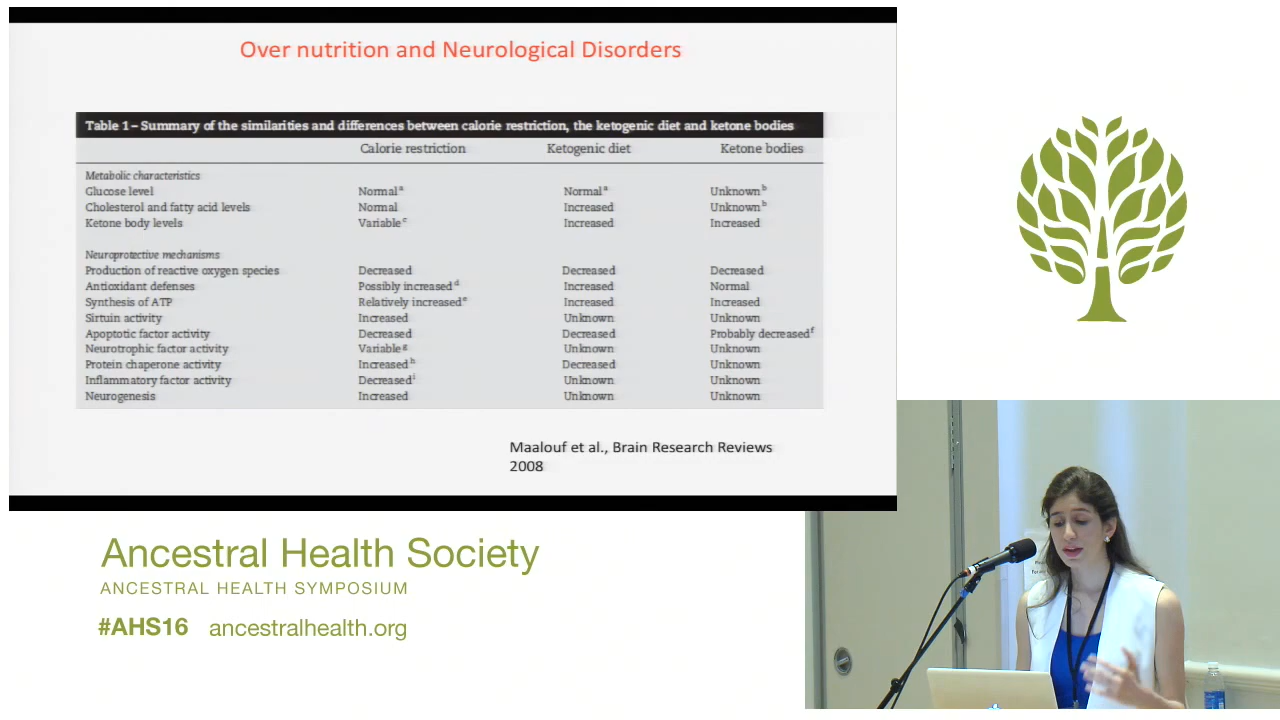 Over nutrition and Neurological Disorders
Table 1 – Summary of the similarities and differences between calorie restriction, the ketogenic diet and ketone bodies
Calorie restriction Ketogenic diet Ketone bodies
Metabolic characteristics
Glucose level Normal a Normal a Unknown b
Cholesterol and fatty acid levels Normal Increased Unknown b
Ketone body levels Variable c Increased Increased
Neuroprotective mechanisms
Production of reactive oxygen species Decreased Decreased Decreased
Antioxidant defenses Possibly increased d Increased Normal
Synthesis of ATP Relatively increased e Increased Increased
Sirtuin activity Increased Unknown Unknown
Apoptotic factor activity Decreased Decreased Probably decreased f
Neurotrophic factor activity Variable g Unknown Unknown
Protein chaperone activity Increased h Decreased Unknown
Inflammatory factor activity Decreased i Unknown Unknown
Neurogenesis Increased Unknown Unknown
Maalouf et al., Brain Research Reviews
2008
Ancestral Health Society
ANCESTRAL HEALTH SYMPOSIUM
#AHS16 ancestralhealth.org